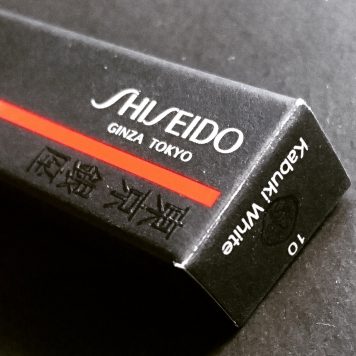 SHISEIDO
GINZA TOKYO
東京銀座
Kabuki White
10